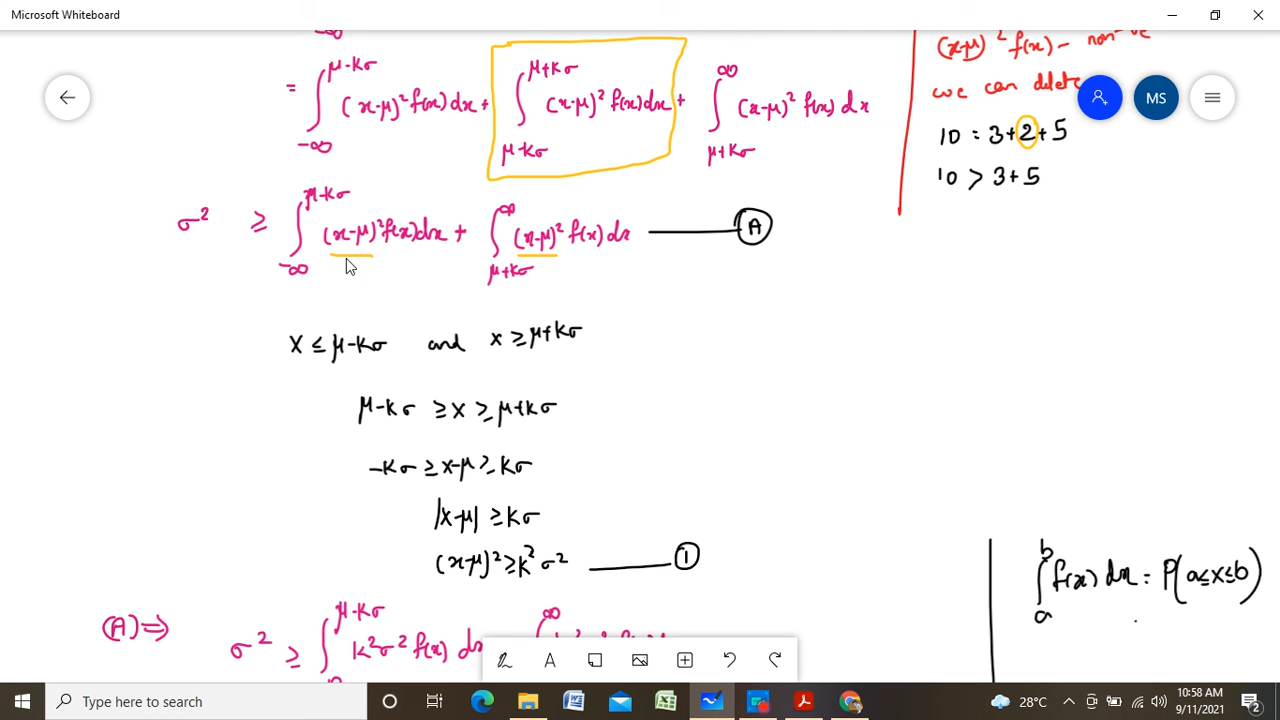 Microsoft Whiteboard
= ∫_{-∞}^{μ-kσ} (x-μ)² f(x) dx + ∫_{μ-kσ}^{μ+kσ} (x-μ)² f(x) dx + ∫_{μ+kσ}^{∞} (x-μ)² f(x) dx
σ² ≥ ∫_{-∞}^{μ-kσ} (x-μ)² f(x) dx + ∫_{μ+kσ}^{∞} (x-μ)² f(x) dx ——— Ⓐ
X ≤ μ-kσ and x ≥ μ+kσ
μ-kσ ≥ x ≥ μ+kσ
-kσ ≥ x-μ ≥ kσ
|x-μ| ≥ kσ
(x-μ)² ≥ k² σ² ——— ①
Ⓐ ⇒ σ² ≥ ∫^{μ-kσ} k²σ² f(x) dx
(x-μ)² f(x) - non-ve
we can delete
MS
10 = 3+2+5
10 > 3+5
∫_a^b f(x) dx = P(a≤x≤b)
Type here to search
28°C
10:58 AM
9/11/2021
2